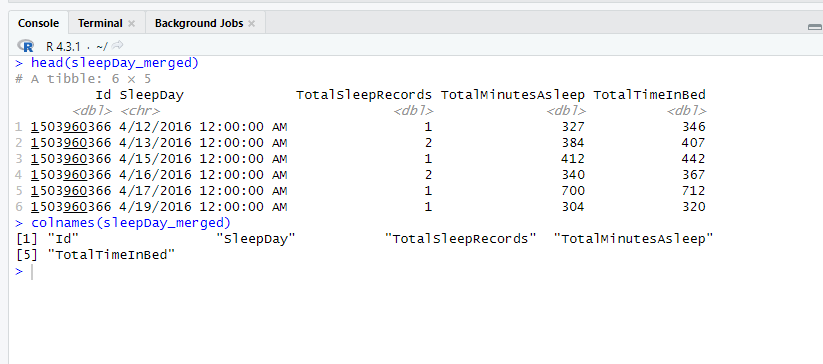 Console Terminal × Background Jobs ×
R 4.3.1 · ~/
> head(sleepDay_merged)
# A tibble: 6 × 5
Id SleepDay TotalSleepRecords TotalMinutesAsleep TotalTimeInBed
<dbl> <chr> <dbl> <dbl> <dbl>
1 1503960366 4/12/2016 12:00:00 AM 1 327 346
2 1503960366 4/13/2016 12:00:00 AM 2 384 407
3 1503960366 4/15/2016 12:00:00 AM 1 412 442
4 1503960366 4/16/2016 12:00:00 AM 2 340 367
5 1503960366 4/17/2016 12:00:00 AM 1 700 712
6 1503960366 4/19/2016 12:00:00 AM 1 304 320
> colnames(sleepDay_merged)
[1] "Id" "SleepDay" "TotalSleepRecords" "TotalMinutesAsleep"
[5] "TotalTimeInBed"
>